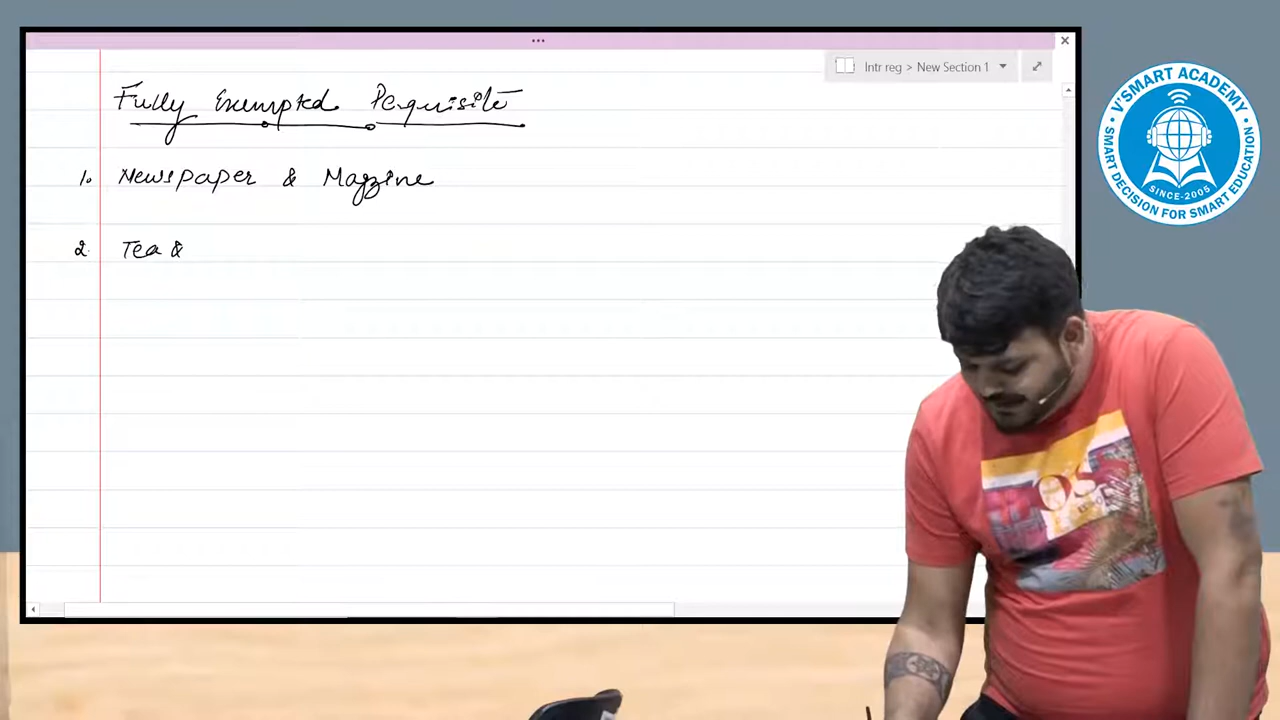 Intr reg > New Section 1
Fully Exempted Perquisite
1. Newspaper & Magzine
2. Tea &
V'SMART ACADEMY
SINCE-2005
SMART DECISION FOR SMART EDUCATION